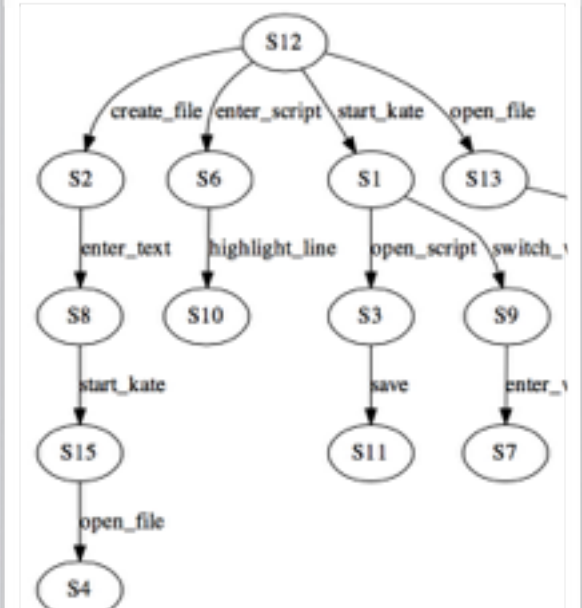 S12
create_file enter_script start_kate open_file
S2 S6 S1 S13
enter_text highlight_line open_script
S8 S10 S3 S9
start_kate save
S15 S11 S7
open_file
S4